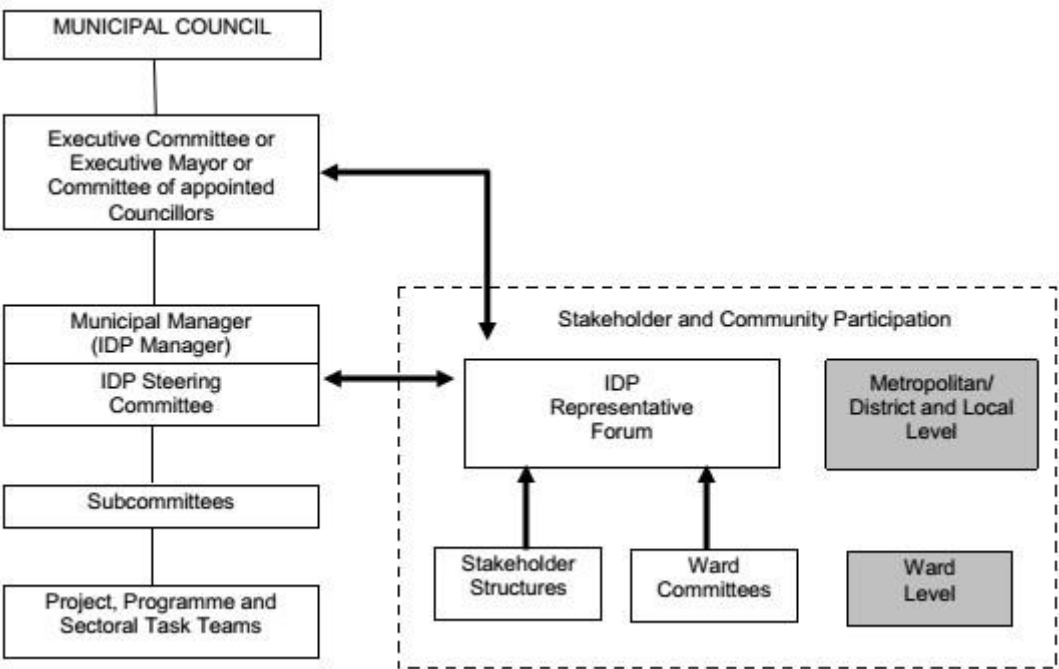 MUNICIPAL COUNCIL
Executive Committee or
Executive Mayor or
Committee of appointed
Councillors
Municipal Manager
(IDP Manager)
IDP Steering
Committee
Subcommittees
Project, Programme and
Sectoral Task Teams
Stakeholder and Community Participation
IDP
Representative
Forum
Metropolitan/
District and Local
Level
Stakeholder
Structures
Ward
Committees
Ward
Level